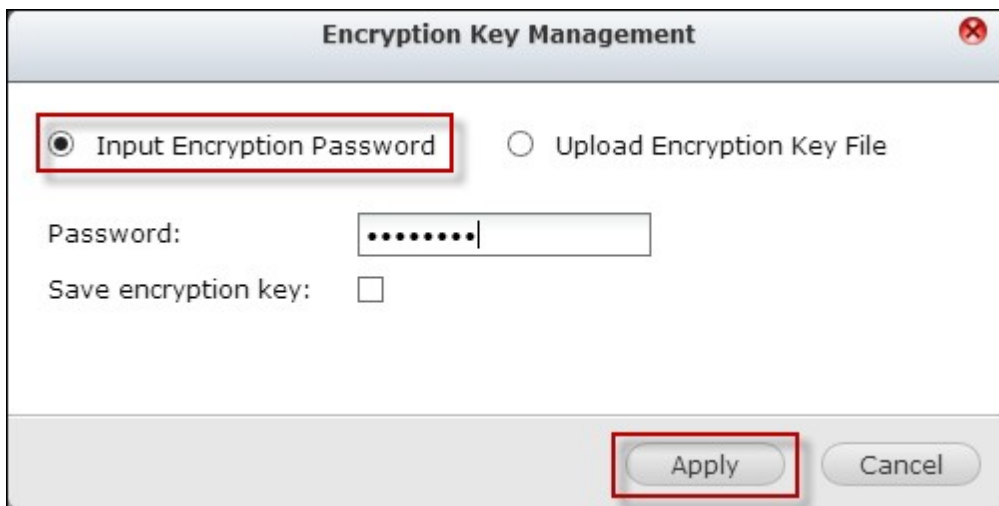 Encryption Key Management
Input Encryption Password Upload Encryption Key File
Password: ••••••••
Save encryption key:
Apply Cancel